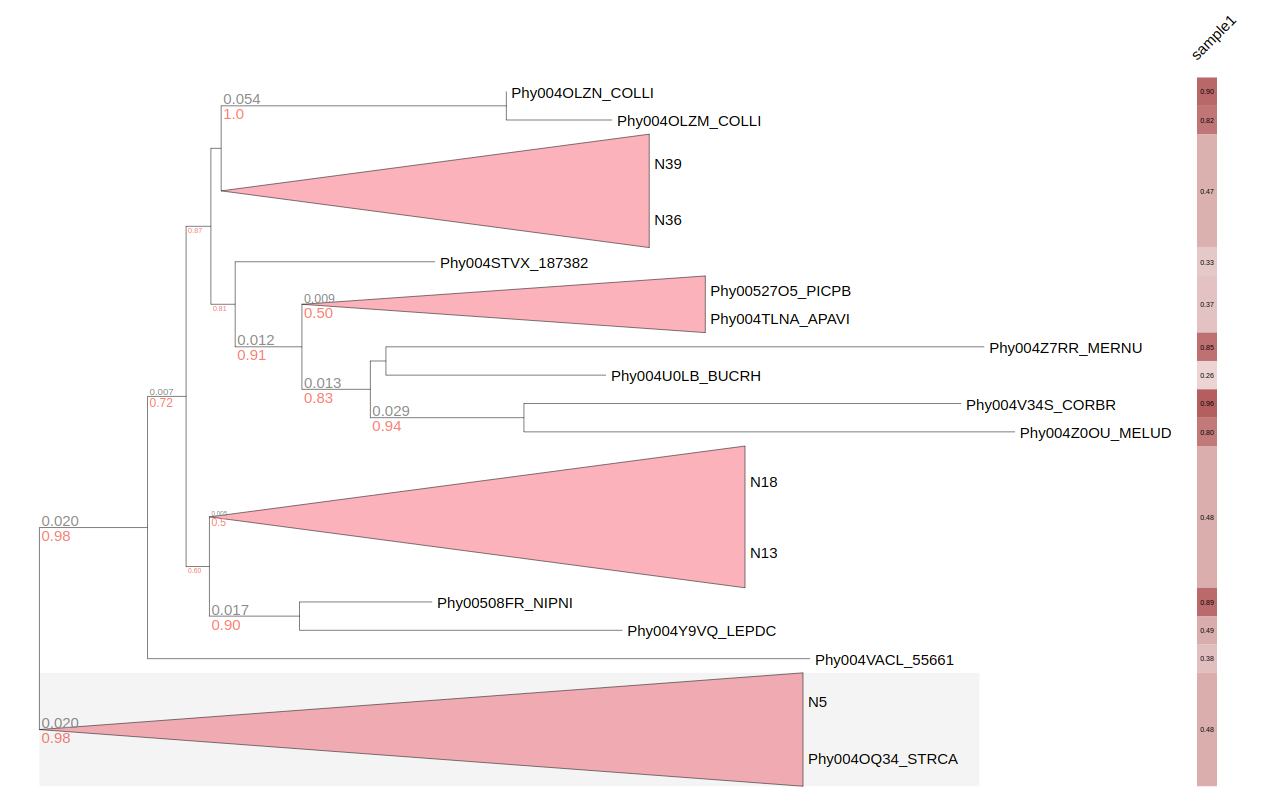 sample1
0.054
1.0
Phy004OLZN_COLLI
0.90
Phy004OLZM_COLLI
0.82
N39
N36
0.47
0.87
Phy004STVX_187382
0.33
0.81
0.009
0.50
Phy00527O5_PICPB
Phy004TLNA_APAVI
0.37
0.012
0.91
Phy004Z7RR_MERNU
0.85
Phy004U0LB_BUCRH
0.26
0.013
0.83
0.007
0.72
Phy004V34S_CORBR
0.96
0.029
0.94
Phy004Z0OU_MELUD
0.80
N18
N13
0.48
0.5
0.020
0.98
0.60
Phy00508FR_NIPNI
0.89
0.017
0.90
Phy004Y9VQ_LEPDC
0.49
Phy004VACL_55661
0.38
N5
0.020
0.98
0.48
Phy004OQ34_STRCA